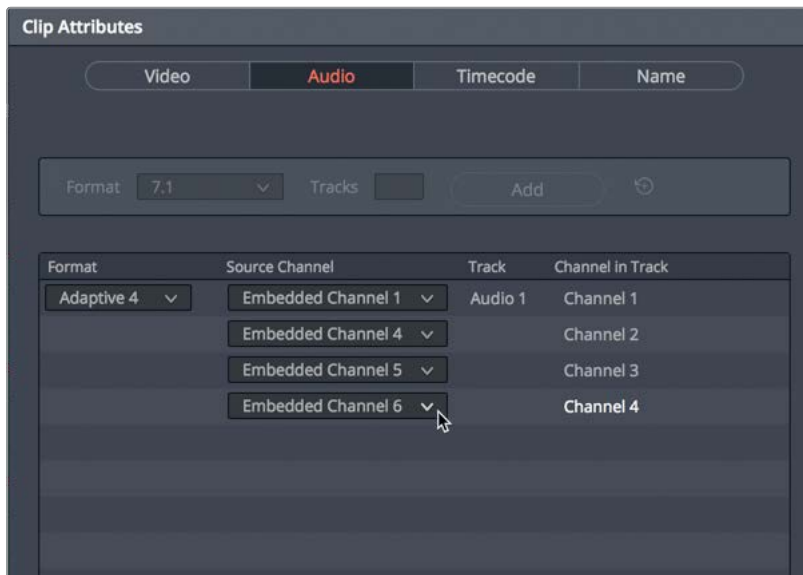 Clip Attributes
Video Audio Timecode Name
Format 7.1 Tracks Add
Format Source Channel Track Channel in Track
Adaptive 4 Embedded Channel 1 Audio 1 Channel 1
Embedded Channel 4 Channel 2
Embedded Channel 5 Channel 3
Embedded Channel 6 Channel 4